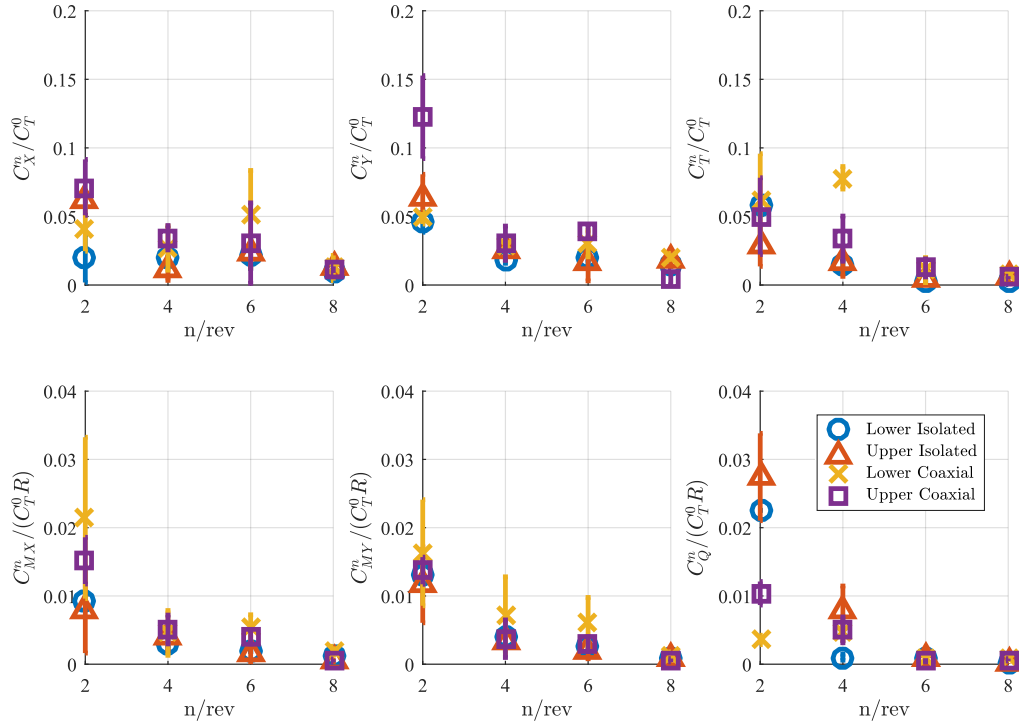 0.2
0.15
0.1
0.05
0
2 4 6 8
n/rev
C_X^n/C_T^0
0.2
0.15
0.1
0.05
0
2 4 6 8
n/rev
C_Y^n/C_T^0
0.2
0.15
0.1
0.05
0
2 4 6 8
n/rev
C_T^n/C_T^0
0.04
0.03
0.02
0.01
0
2 4 6 8
n/rev
C_{MX}^n/(C_T^0 R)
0.04
0.03
0.02
0.01
0
2 4 6 8
n/rev
C_{MY}^n/(C_T^0 R)
0.04
0.03
0.02
0.01
0
2 4 6 8
n/rev
C_Q^n/(C_T^0 R)
Lower Isolated
Upper Isolated
Lower Coaxial
Upper Coaxial